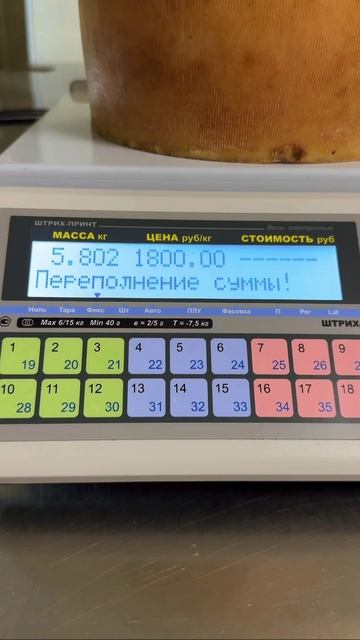 ШТРИХ-ПРИНТ Весы электронные
МАССА кг ЦЕНА руб/кг СТОИМОСТЬ руб
5.802 1800.00 ------
Переполнение суммы!
Ноль Тара Фикс Шт Авто ПЛУ Фасовка П Рег Lat
Max 6/15 кг Min 40 г e = 2/5 г T = -7,5 кг ШТРИХ
1 2 3 4 5 6 7 8 9
19 20 21 22 23 24 25 26
10 11 12 13 14 15 16 17 18
28 29 30 31 32 33 34 35